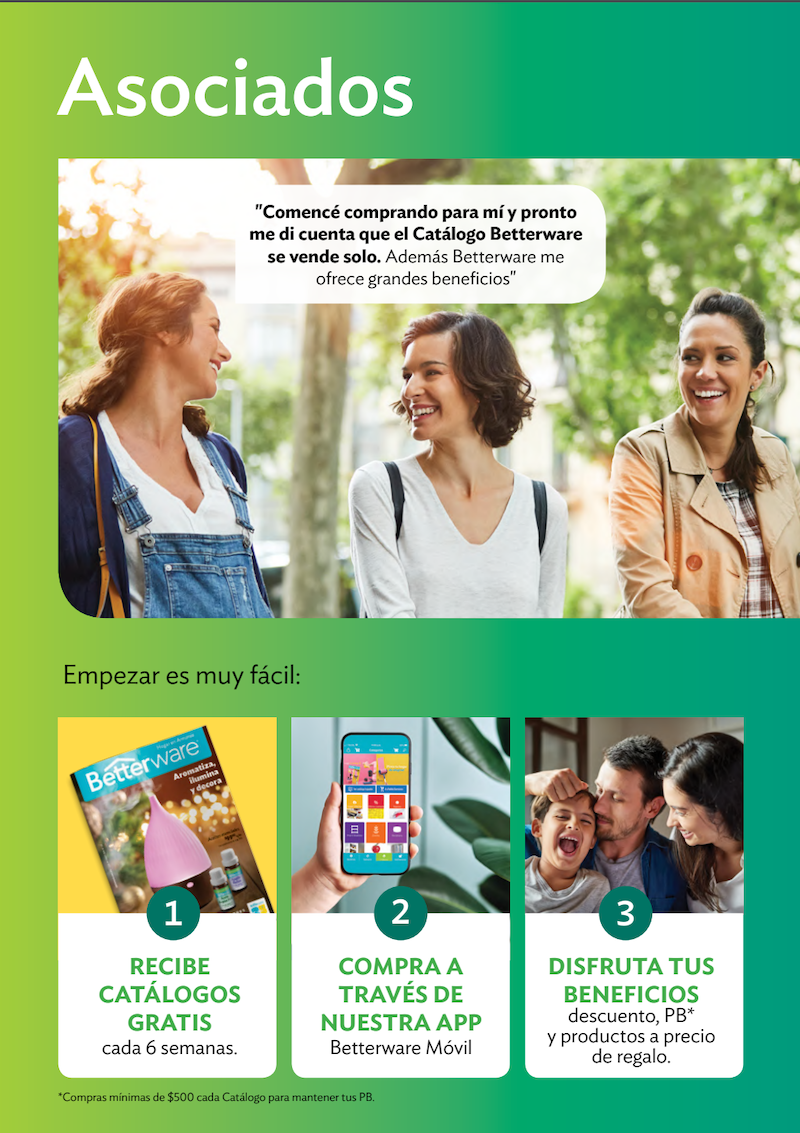 Asociados
"Comencé comprando para mí y pronto
me di cuenta que el Catálogo Betterware
se vende solo. Además Betterware me
ofrece grandes beneficios"
Empezar es muy fácil:
Betterware
Aromatiza,
ilumina
y decora
1
RECIBE
CATÁLOGOS
GRATIS
cada 6 semanas.
2
COMPRA A
TRAVÉS DE
NUESTRA APP
Betterware Móvil
3
DISFRUTA TUS
BENEFICIOS
descuento, PB*
y productos a precio
de regalo.
*Compras mínimas de $500 cada Catálogo para mantener tus PB.